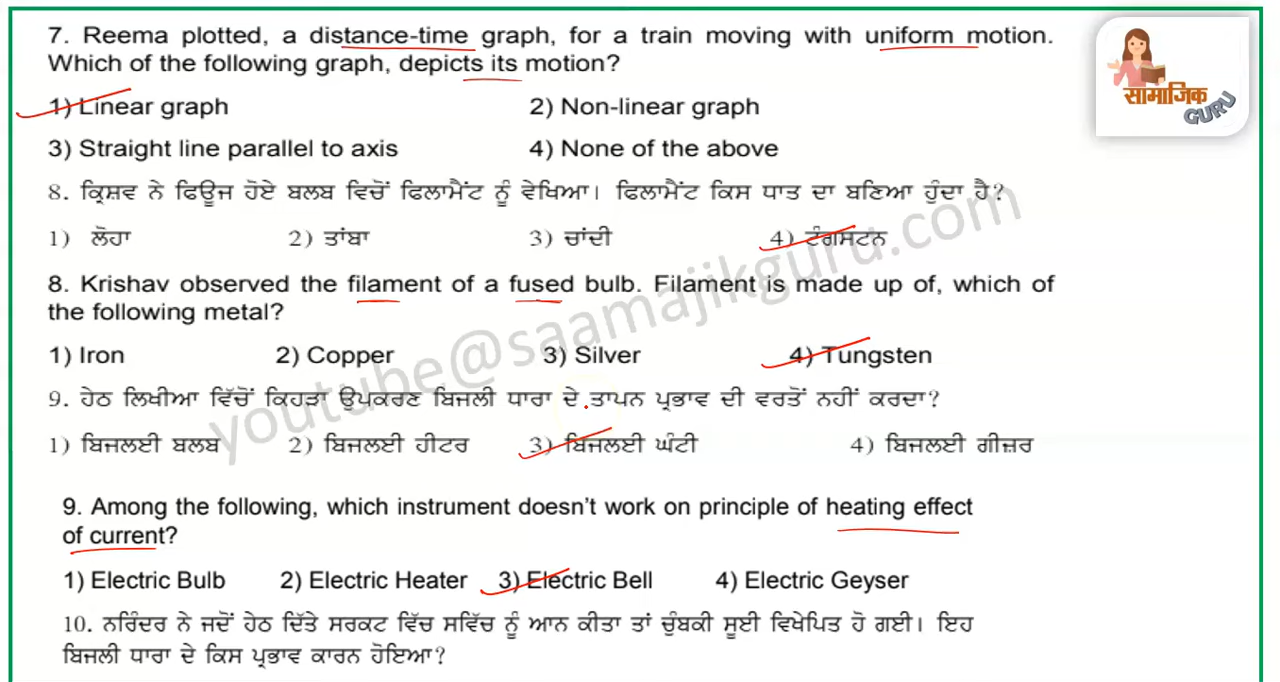 7. Reema plotted, a distance-time graph, for a train moving with uniform motion.
Which of the following graph, depicts its motion?
1) Linear graph 2) Non-linear graph
3) Straight line parallel to axis 4) None of the above
8. ਕ੍ਰਿਸ਼ਵ ਨੇ ਫਿਊਜ ਹੋਏ ਬਲਬ ਵਿਚੋਂ ਫਿਲਾਮੈਂਟ ਨੂੰ ਵੇਖਿਆ। ਫਿਲਾਮੈਂਟ ਕਿਸ ਧਾਤ ਦਾ ਬਣਿਆ ਹੁੰਦਾ ਹੈ?
1) ਲੋਹਾ 2) ਤਾਂਬਾ 3) ਚਾਂਦੀ 4) ਟੰਗਸਟਨ
8. Krishav observed the filament of a fused bulb. Filament is made up of, which of
the following metal?
1) Iron 2) Copper 3) Silver 4) Tungsten
9. ਹੇਠ ਲਿਖੀਆ ਵਿੱਚੋਂ ਕਿਹੜਾ ਉਪਕਰਣ ਬਿਜਲੀ ਧਾਰਾ ਦੇ ਤਾਪਨ ਪ੍ਰਭਾਵ ਦੀ ਵਰਤੋਂ ਨਹੀਂ ਕਰਦਾ?
1) ਬਿਜਲਈ ਬਲਬ 2) ਬਿਜਲਈ ਹੀਟਰ 3) ਬਿਜਲਈ ਘੰਟੀ 4) ਬਿਜਲਈ ਗੀਜ਼ਰ
9. Among the following, which instrument doesn't work on principle of heating effect
of current?
1) Electric Bulb 2) Electric Heater 3) Electric Bell 4) Electric Geyser
10. ਨਰਿੰਦਰ ਨੇ ਜਦੋਂ ਹੇਠ ਦਿੱਤੇ ਸਰਕਟ ਵਿੱਚ ਸਵਿੱਚ ਨੂੰ ਆਨ ਕੀਤਾ ਤਾਂ ਚੁੰਬਕੀ ਸੂਈ ਵਿਖੇਪਿਤ ਹੋ ਗਈ। ਇਹ
ਬਿਜਲੀ ਧਾਰਾ ਦੇ ਕਿਸ ਪ੍ਰਭਾਵ ਕਾਰਨ ਹੋਇਆ?
सामाजिक
GURU
youtube@saamajikguru.com